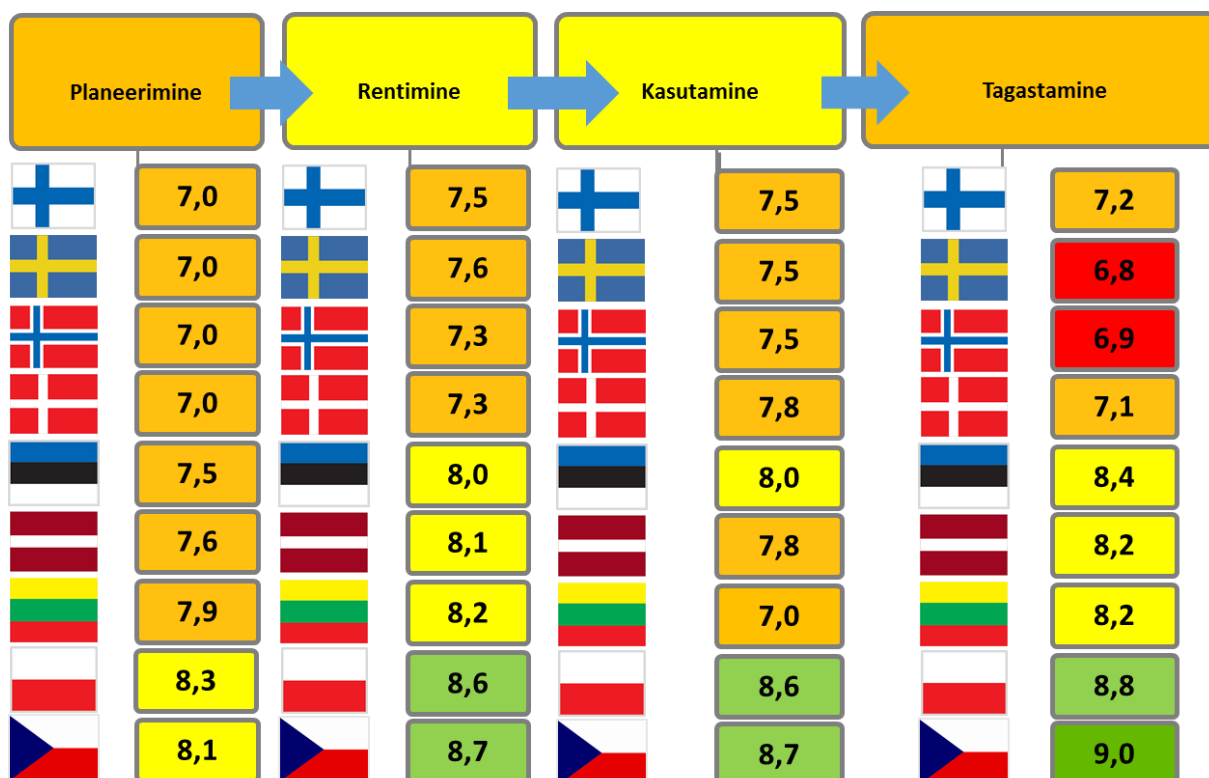 Planeerimine Rentimine Kasutamine Tagastamine
7,0 7,5 7,5 7,2
7,0 7,6 7,5 6,8
7,0 7,3 7,5 6,9
7,0 7,3 7,8 7,1
7,5 8,0 8,0 8,4
7,6 8,1 7,8 8,2
7,9 8,2 7,0 8,2
8,3 8,6 8,6 8,8
8,1 8,7 8,7 9,0